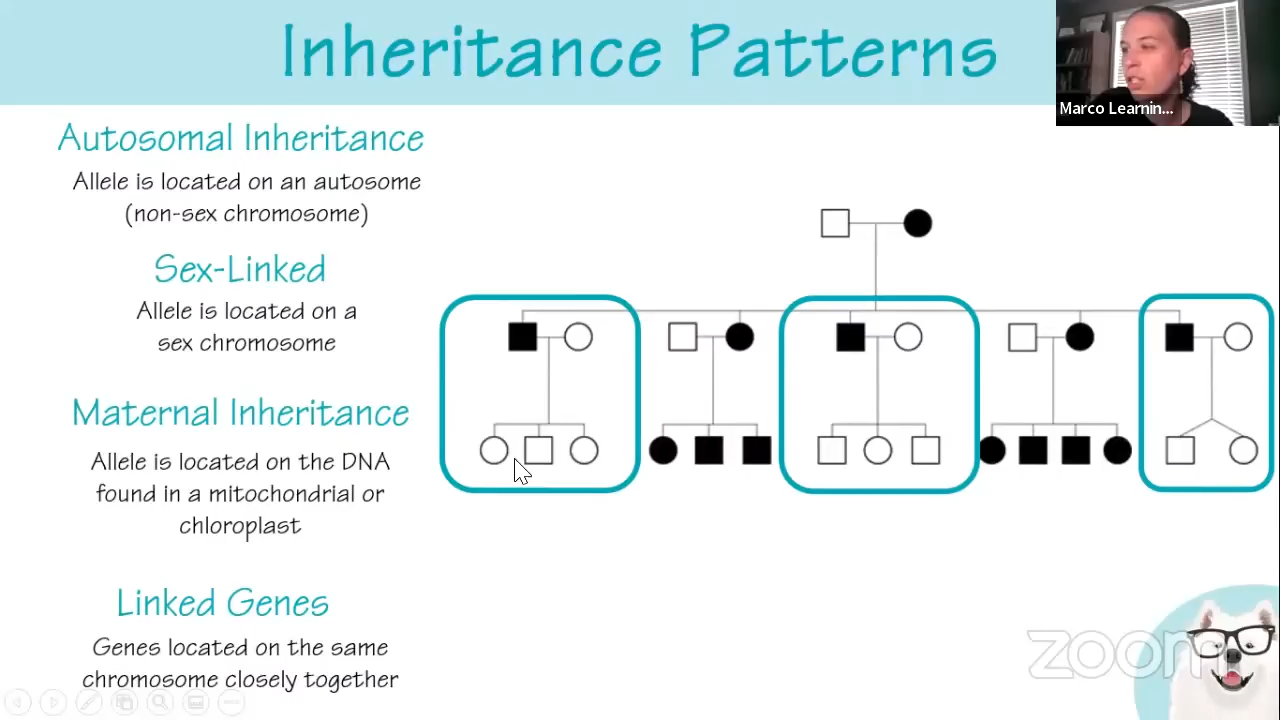 Inheritance Patterns
Marco Learnin...
Autosomal Inheritance
Allele is located on an autosome
(non-sex chromosome)
Sex-Linked
Allele is located on a
sex chromosome
Maternal Inheritance
Allele is located on the DNA
found in a mitochondrial or
chloroplast
Linked Genes
Genes located on the same
chromosome closely together
zoom